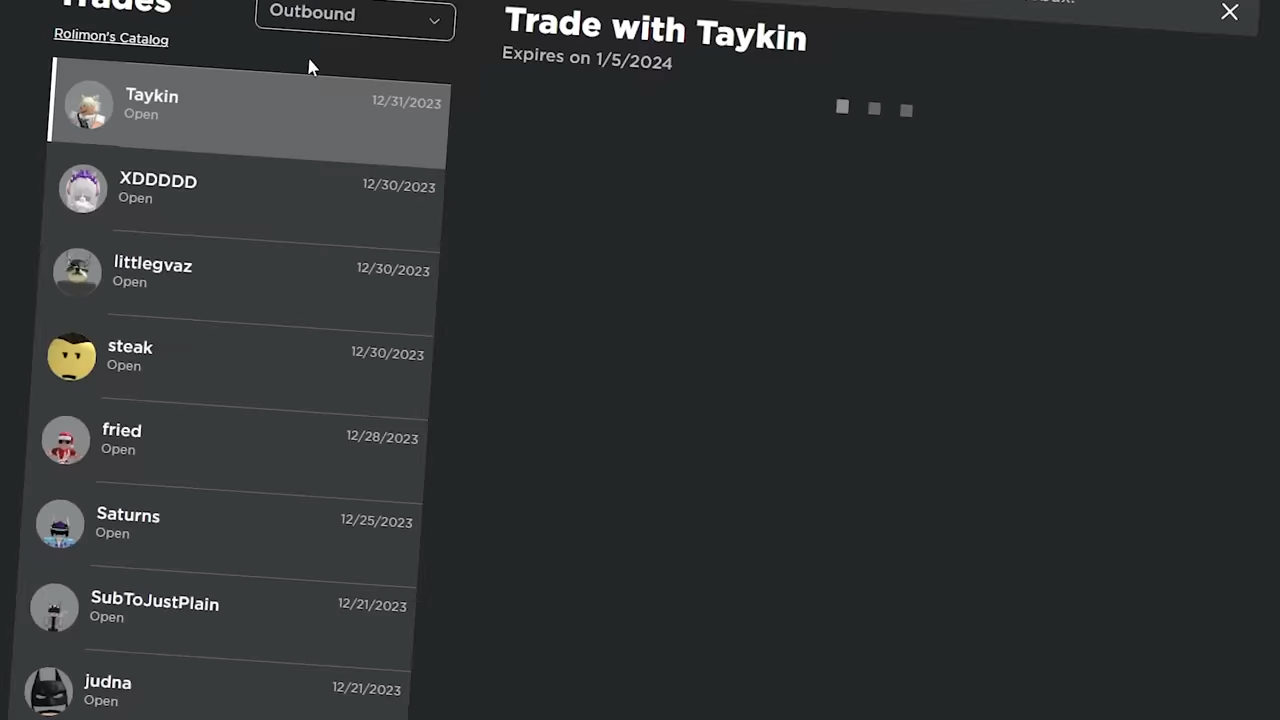 Trades
Outbound
Rolimon's Catalog
Taykin
12/31/2023
Open
XDDDDD
12/30/2023
Open
littlegvaz
12/30/2023
Open
steak
12/30/2023
Open
fried
12/28/2023
Open
Saturns
12/25/2023
Open
SubToJustPlain
12/21/2023
Open
judna
12/21/2023
Open
Trade with Taykin
Expires on 1/5/2024